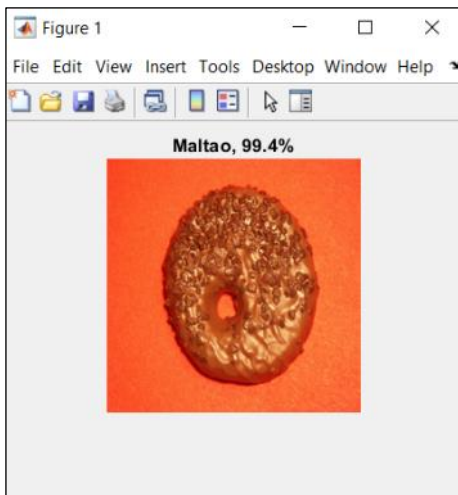 Figure 1
File Edit View Insert Tools Desktop Window Help
Maltao, 99.4%